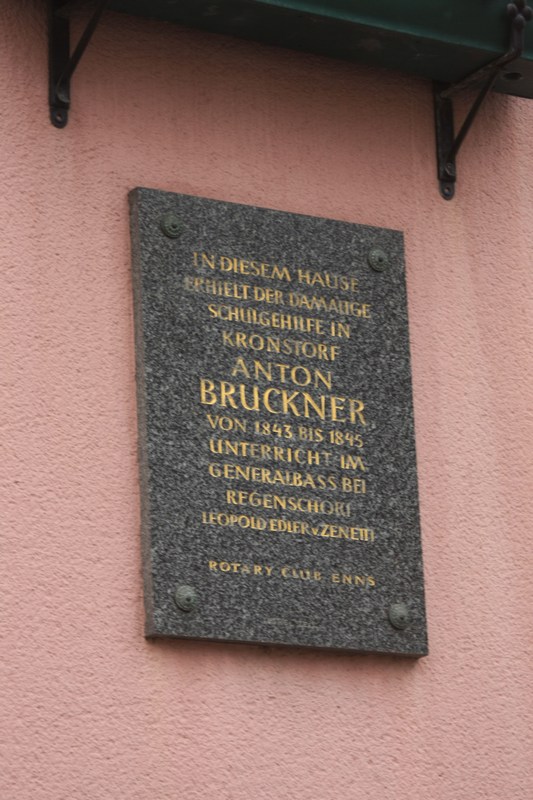 IN DIESEM HAUSE
ERHIELT DER DAMALIGE
SCHULGEHILFE IN
KRONSTORF
ANTON
BRUCKNER
VON 1843 BIS 1845
UNTERRICHT IM
GENERALBASS BEI
REGENSCHORI
LEOPOLD EDLER v. ZENETTI
ROTARY CLUB ENNS